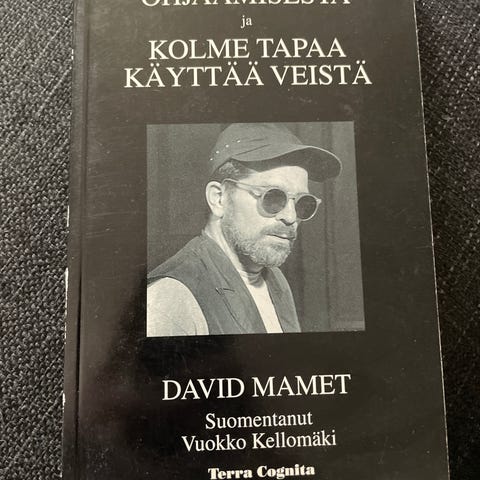 OHJAAMISESTA
ja
KOLME TAPAA
KÄYTTÄÄ VEISTÄ
DAVID MAMET
Suomentanut
Vuokko Kellomäki
Terra Cognita